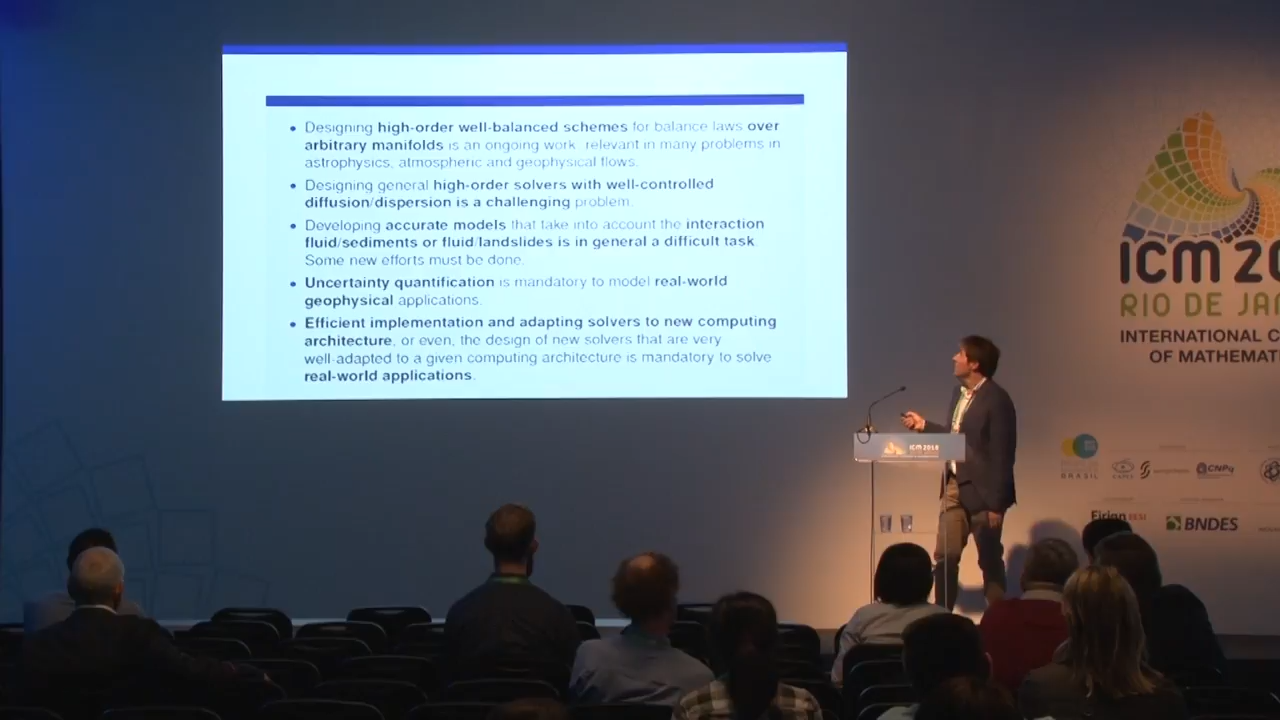 • Designing high-order well-balanced schemes for balance laws over
arbitrary manifolds is an ongoing work relevant in many problems in
astrophysics, atmospheric and geophysical flows.
• Designing general high-order solvers with well-controlled
diffusion/dispersion is a challenging problem.
• Developing accurate models that take into account the interaction
fluid/sediments or fluid/landslides is in general a difficult task.
Some new efforts must be done.
• Uncertainty quantification is mandatory to model real-world
geophysical applications.
• Efficient implementation and adapting solvers to new computing
architecture, or even, the design of new solvers that are very
well-adapted to a given computing architecture is mandatory to solve
real-world applications.
ICM 20
RIO DE JA
INTERNATIONAL C
OF MATHEMAT
ICM 2018
BRASIL
CAPES
CNPq
Firjan SESI
BNDES